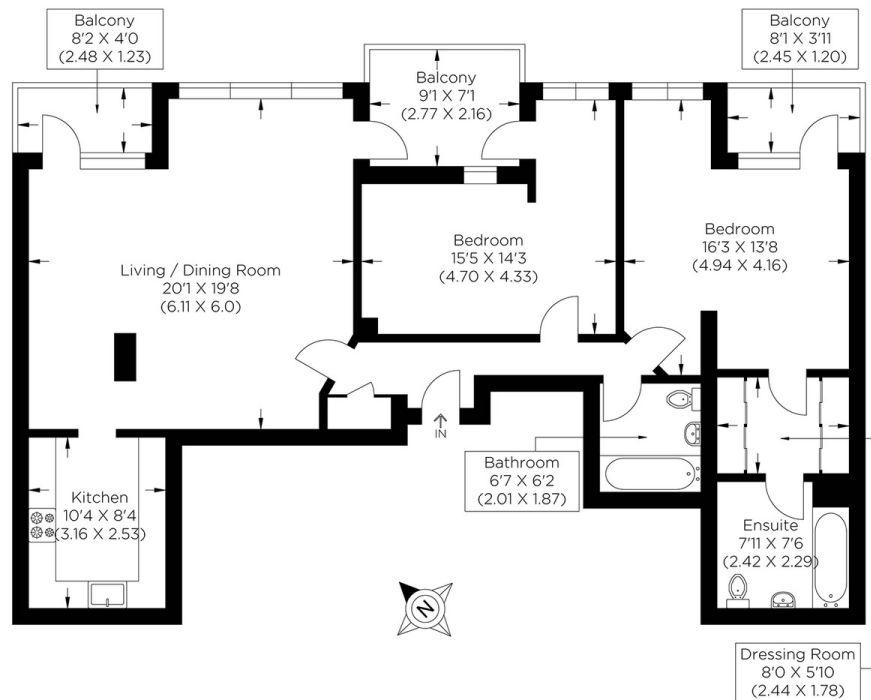 Balcony
8'2 X 4'0
(2.48 X 1.23)
Balcony
9'1 X 7'1
(2.77 X 2.16)
Balcony
8'1 X 3'11
(2.45 X 1.20)
Living / Dining Room
20'1 X 19'8
(6.11 X 6.0)
Bedroom
15'5 X 14'3
(4.70 X 4.33)
Bedroom
16'3 X 13'8
(4.94 X 4.16)
IN
Kitchen
10'4 X 8'4
(3.16 X 2.53)
Bathroom
6'7 X 6'2
(2.01 X 1.87)
Ensuite
7'11 X 7'6
(2.42 X 2.29)
N
Dressing Room
8'0 X 5'10
(2.44 X 1.78)